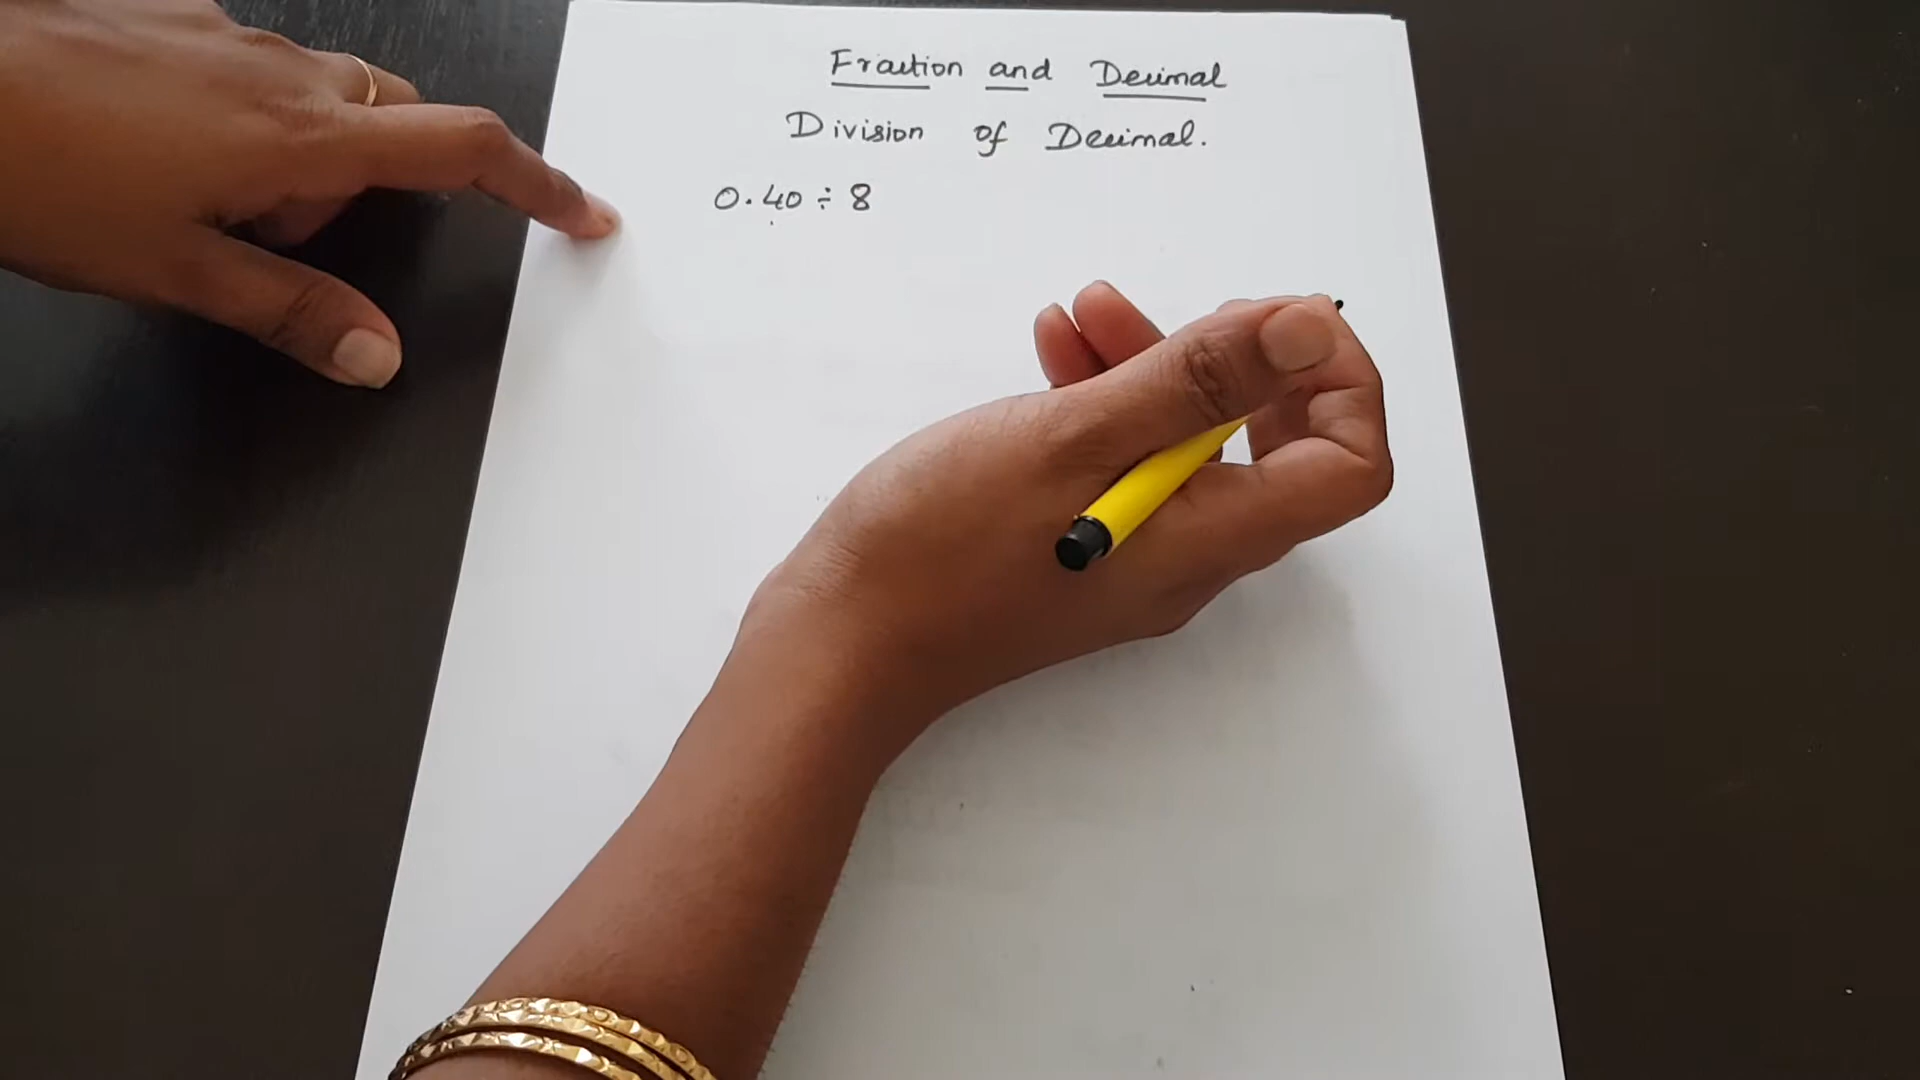 Fraction and Decimal
Division of Decimal.
0.40 ÷ 8